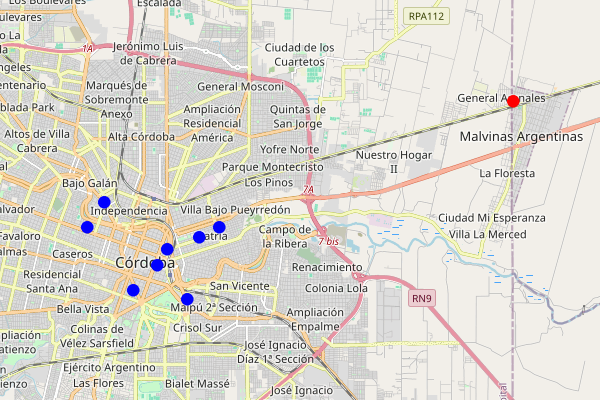 Escalada
RPA112
1A
Jerónimo Luis
de Cabrera
Ciudad de los
Cuartetos
Marqués de
Sobremonte
Anexo
General Mosconi
General Arenales
Ampliación
Residencial
América
Quintas de
San Jorge
Altos de Villa
Cabrera
Alta Córdoba
Malvinas Argentinas
Yofre Norte
Nuestro Hogar
II
Parque Montecristo
Los Pinos
La Floresta
Bajo Galán
7A
Independencia
Villa Bajo Pueyrredón
Ciudad Mi Esperanza
Villa La Merced
Campo de
la Ribera
7 bis
Caseros
Córdoba
Renacimiento
Residencial
Santa Ana
San Vicente
Colonia Lola
RN9
Bella Vista
Maipú 2ª Sección
Ampliación
Empalme
Colinas de
Vélez Sarsfield
Crisol Sur
José Ignacio
Díaz 1ª Sección
Ejército Argentino
Las Flores
Bialet Massé
José Ignacio